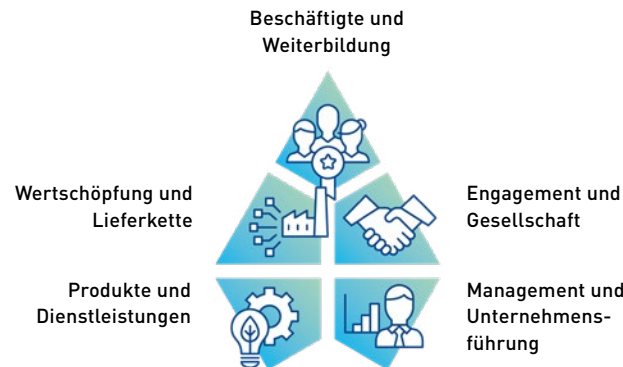 Beschäftigte und
Weiterbildung
Wertschöpfung und
Lieferkette
Engagement und
Gesellschaft
Produkte und
Dienstleistungen
Management und
Unternehmens-
führung